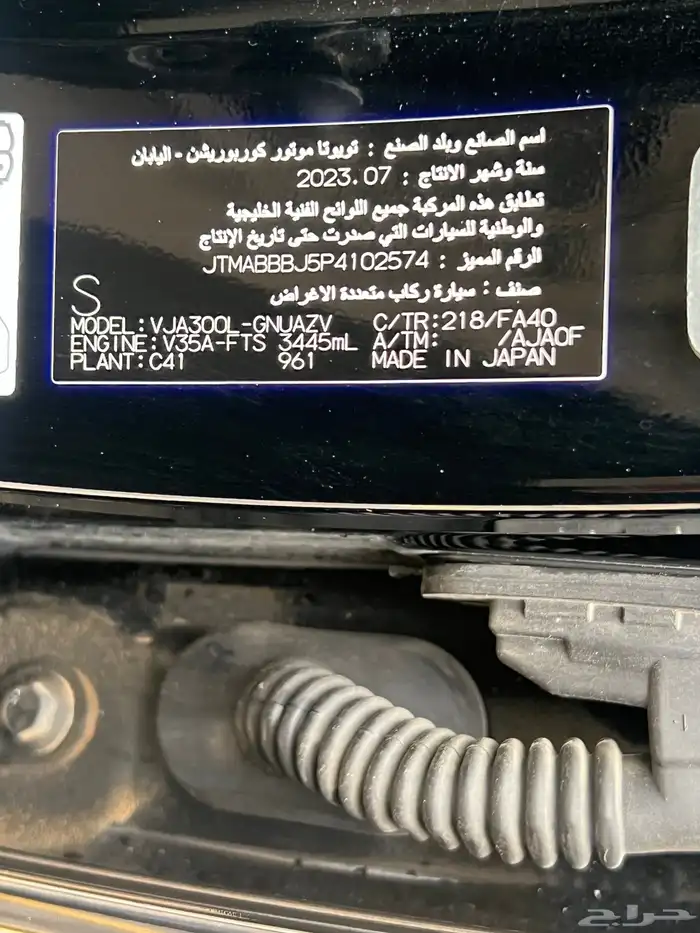 اسم الصانع وبلد الصنع : تويوتا موتور كوربوريشن - اليابان
سنة وشهر الانتاج : 2023.07
تطابق هذه المركبة جميع اللوائح الفنية الخليجية
والوطنية للسيارات التي صدرت حتى تاريخ الإنتاج
الرقم المميز : JTMABBBJ5P4102574
صنف : سيارة ركاب متعددة الاغراض
S
MODEL:VJA300L-GNUAZV C/TR:218/FA40
ENGINE:V35A-FTS 3445mL A/TM: /AJA0F
PLANT:C41 961 MADE IN JAPAN
حراج